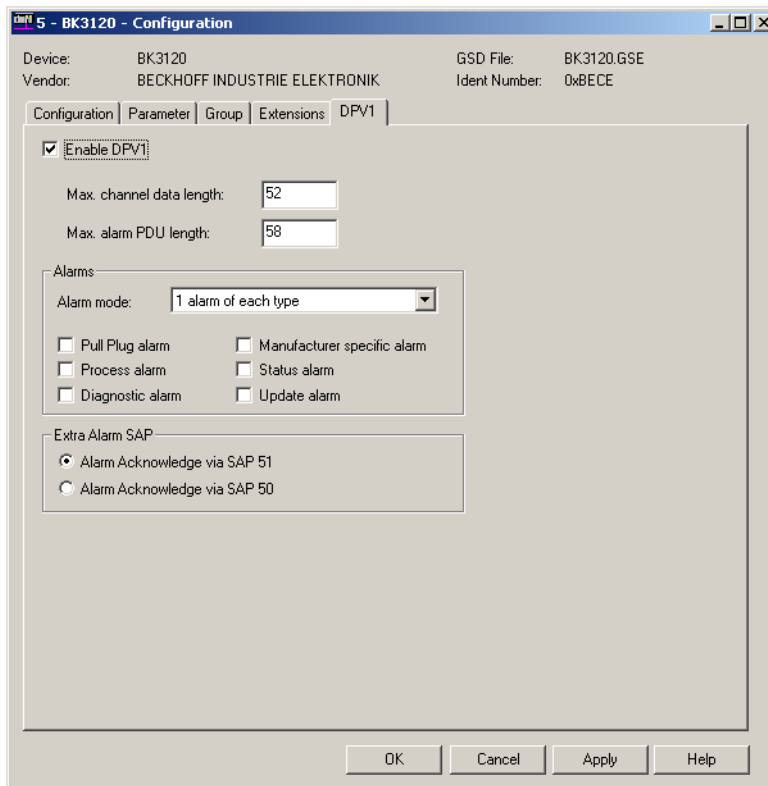 5 - BK3120 - Configuration
Device: BK3120 GSD File: BK3120.GSE
Vendor: BECKHOFF INDUSTRIE ELEKTRONIK Ident Number: 0xBECE
Configuration Parameter Group Extensions DPV1
Enable DPV1
Max. channel data length: 52
Max. alarm PDU length: 58
Alarms
Alarm mode: 1 alarm of each type
Pull Plug alarm Manufacturer specific alarm
Process alarm Status alarm
Diagnostic alarm Update alarm
Extra Alarm SAP
Alarm Acknowledge via SAP 51
Alarm Acknowledge via SAP 50
OK Cancel Apply Help